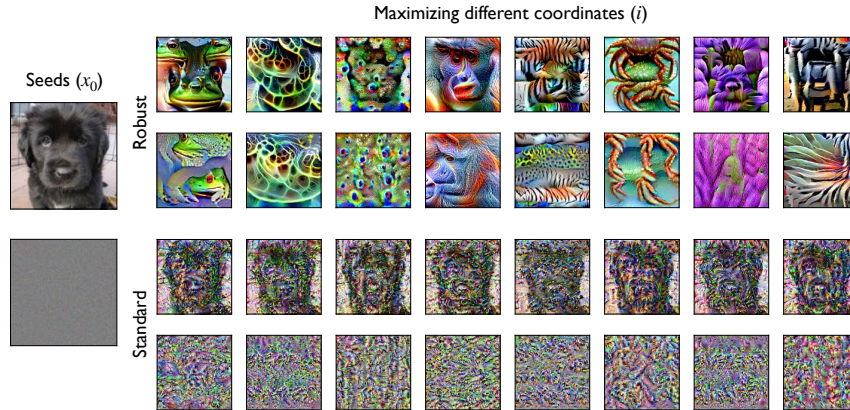 Maximizing different coordinates (i)
Seeds (x₀)
Robust
Standard